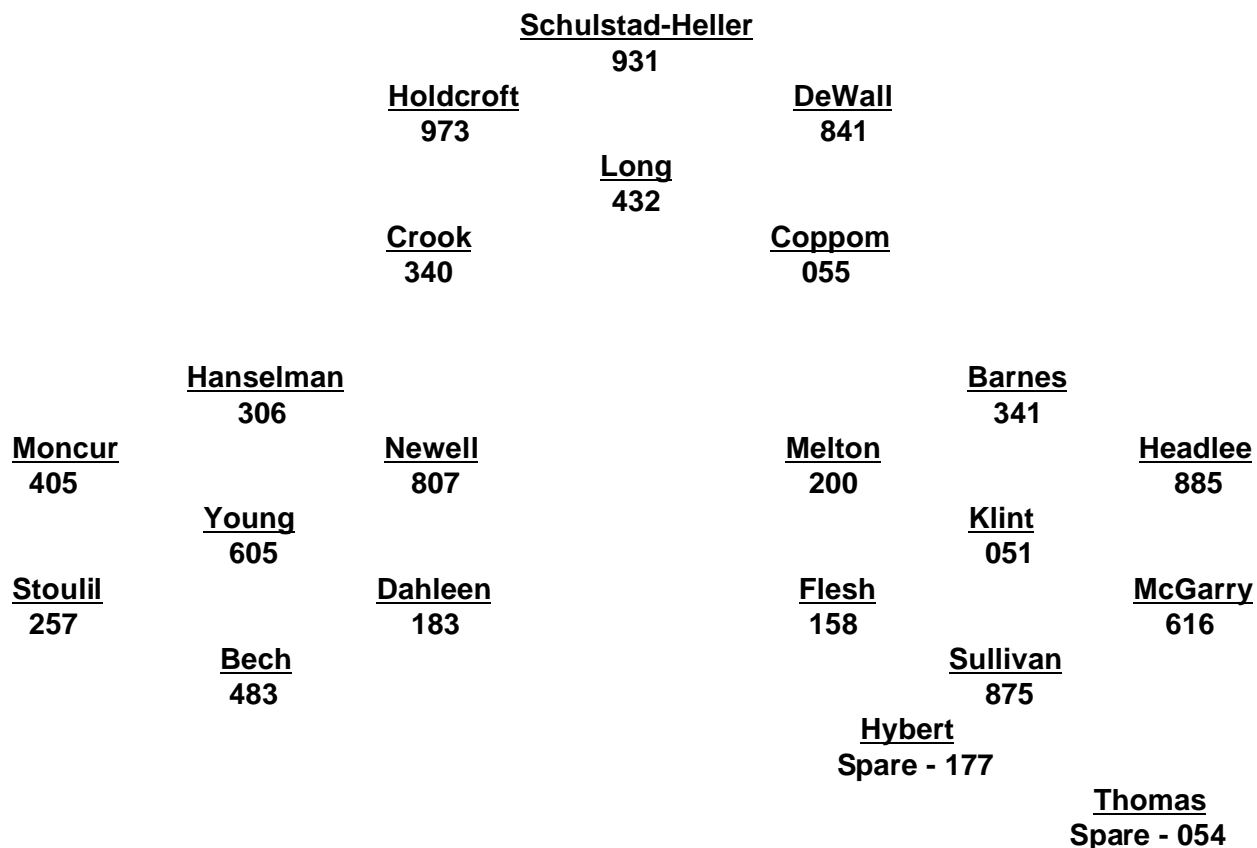 Schulstad-Heller
931
Holdcroft DeWall
973 841
Long
432
Crook Coppom
340 055
Hanselman Barnes
306 341
Moncur Newell Melton Headlee
405 807 200 885
Young Klint
605 051
Stoulil Dahleen Flesh McGarry
257 183 158 616
Bech Sullivan
483 875
Hybert
Spare - 177
Thomas
Spare - 054